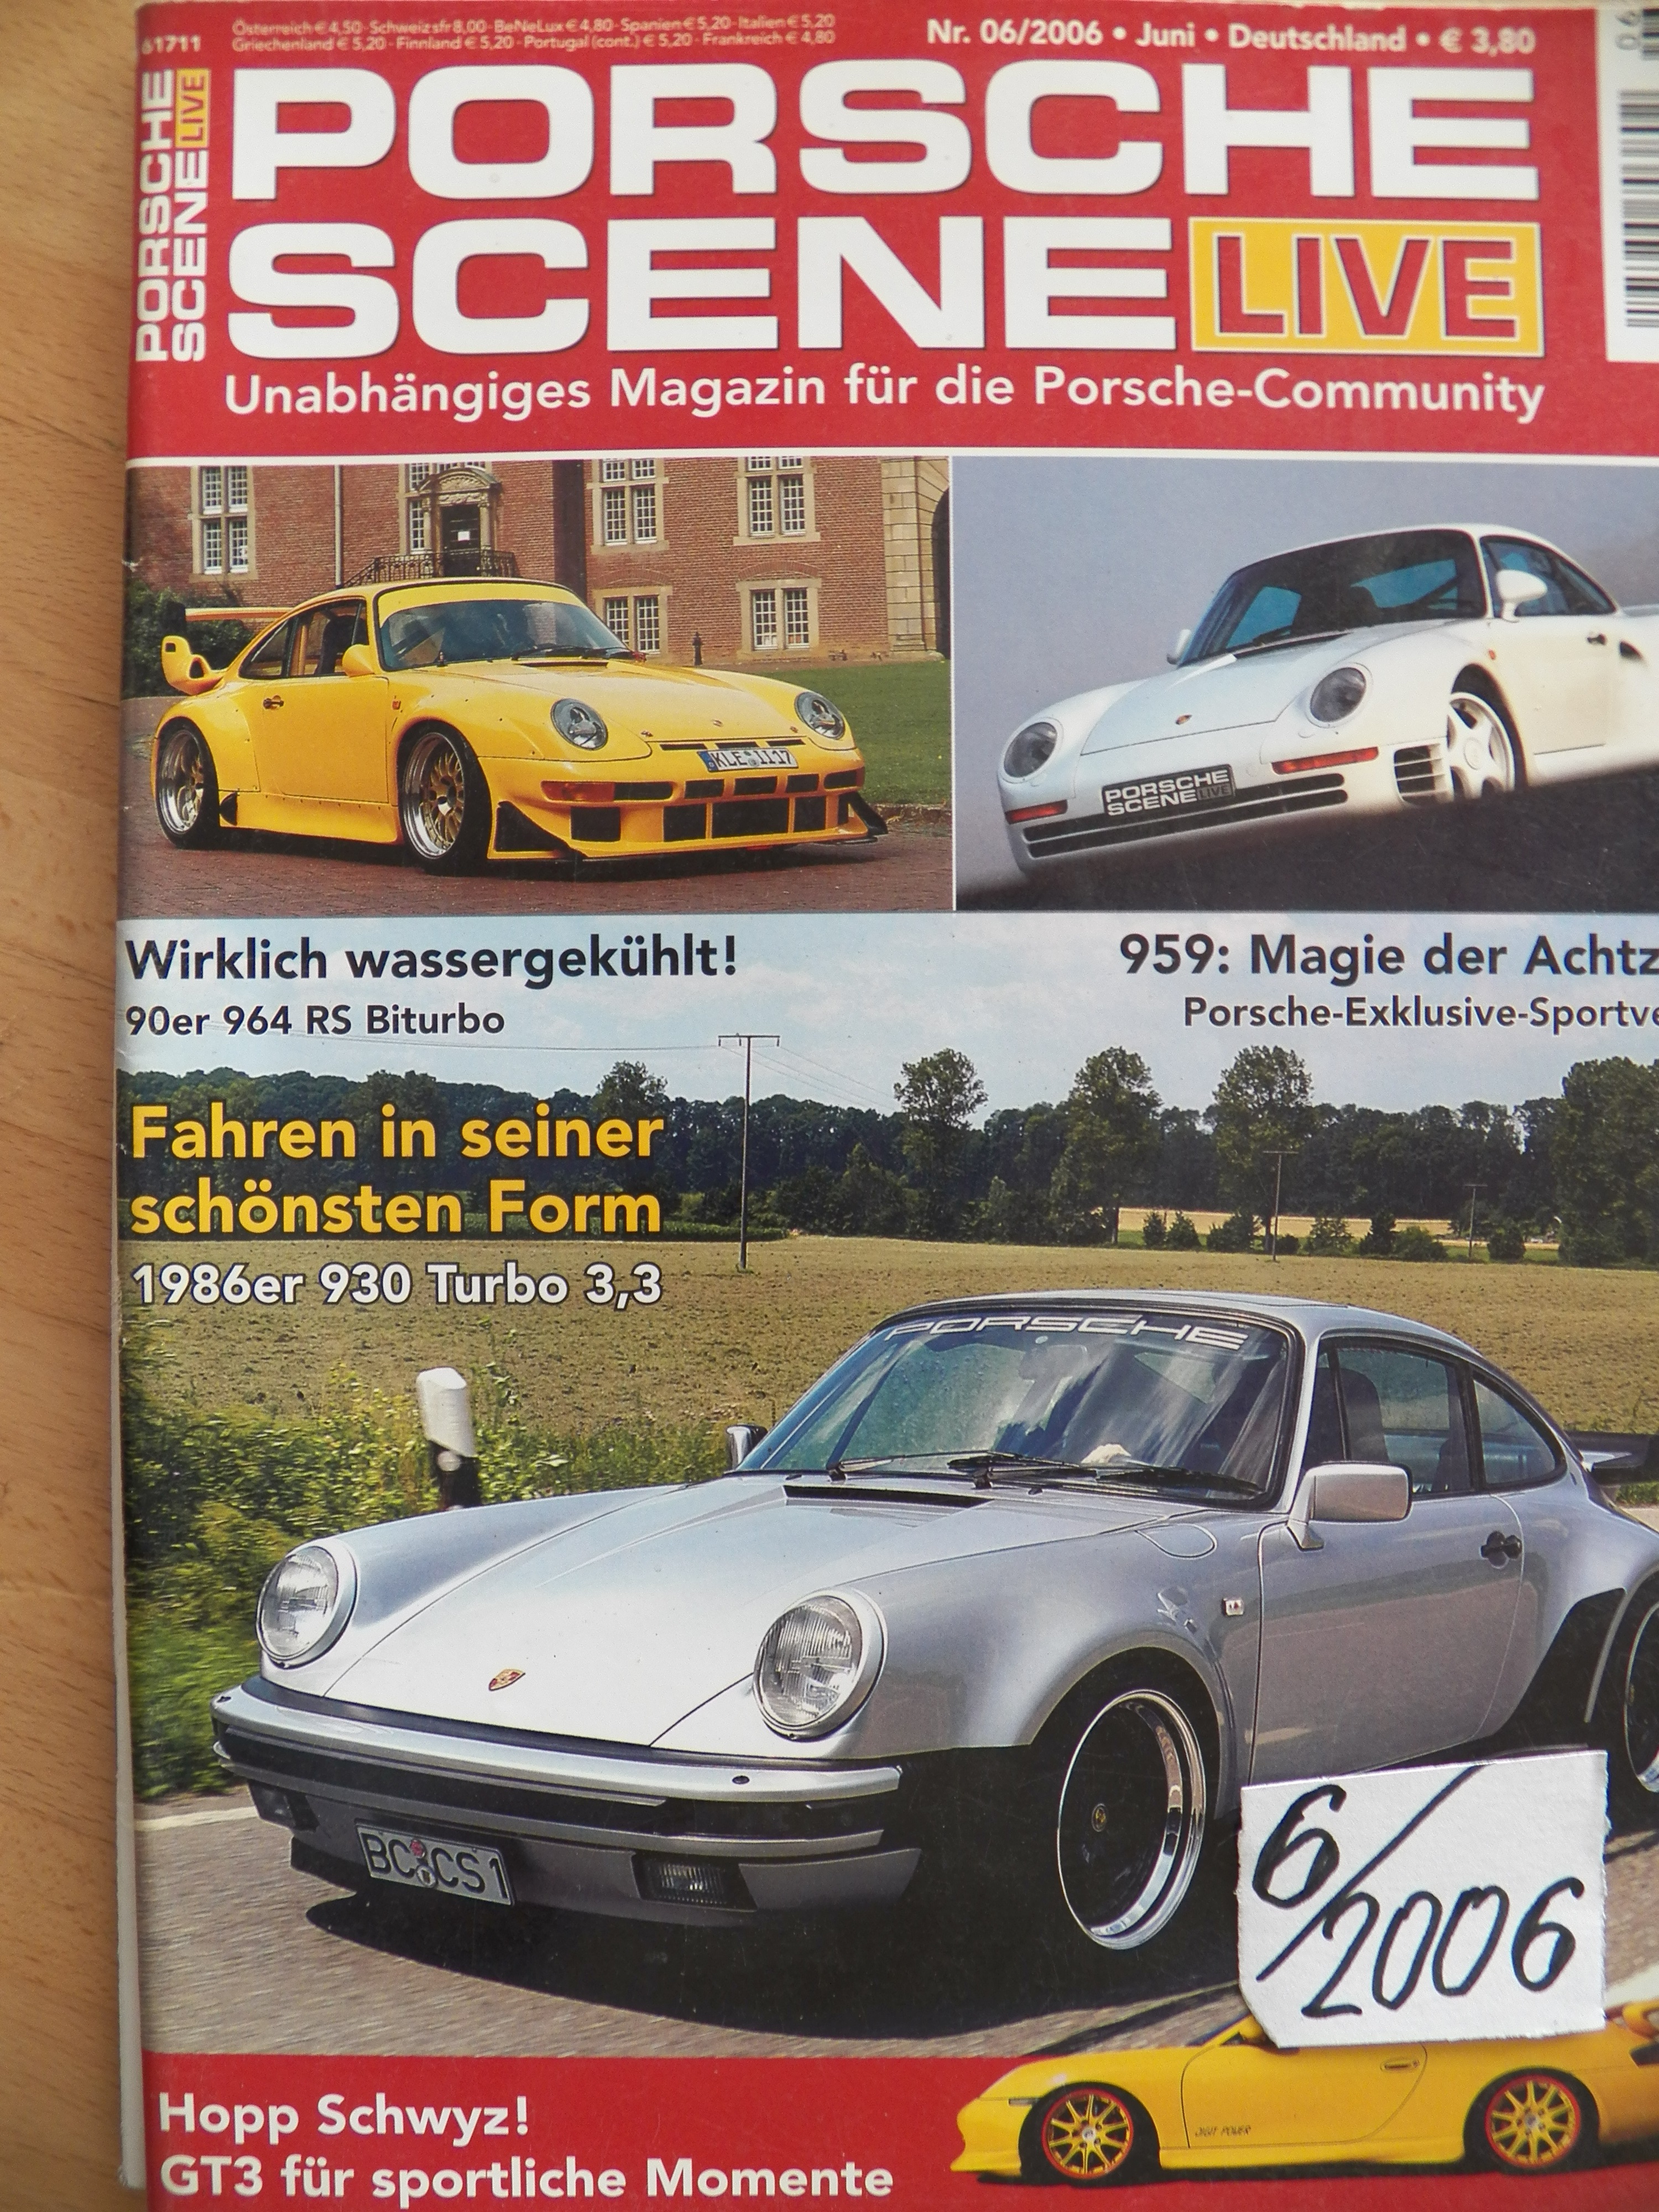 Österreich € 4,50 · Schweiz sfr 8,00 · BeNeLux € 4,80 · Spanien € 5,20 · Italien € 5,20
Griechenland € 5,20 · Finnland € 5,20 · Portugal (cont.) € 5,20 · Frankreich € 4,80
61711
Nr. 06/2006 • Juni • Deutschland • € 3,80
PORSCHE
SCENE LIVE
PORSCHE
SCENE LIVE
Unabhängiges Magazin für die Porsche-Community
KLE 1117
PORSCHE
SCENE LIVE
Wirklich wassergekühlt!
90er 964 RS Biturbo
959: Magie der Achtz
Porsche-Exklusive-Sportve
Fahren in seiner
schönsten Form
1986er 930 Turbo 3,3
PORSCHE
BC CS 1
6/2006
Hopp Schwyz!
GT3 für sportliche Momente